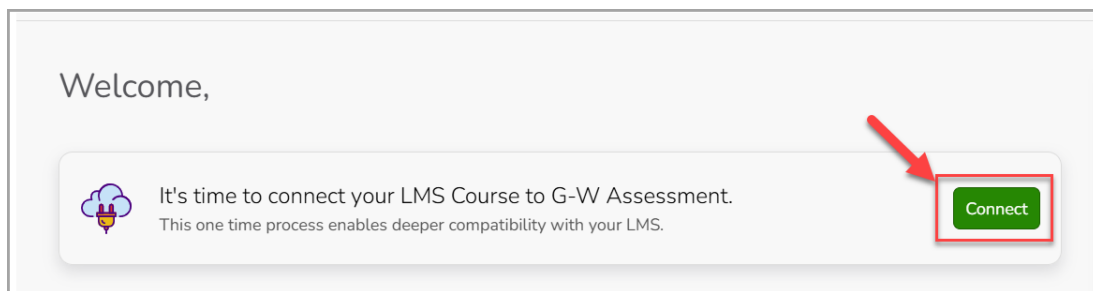 Welcome,
It's time to connect your LMS Course to G-W Assessment.
This one time process enables deeper compatibility with your LMS.
Connect